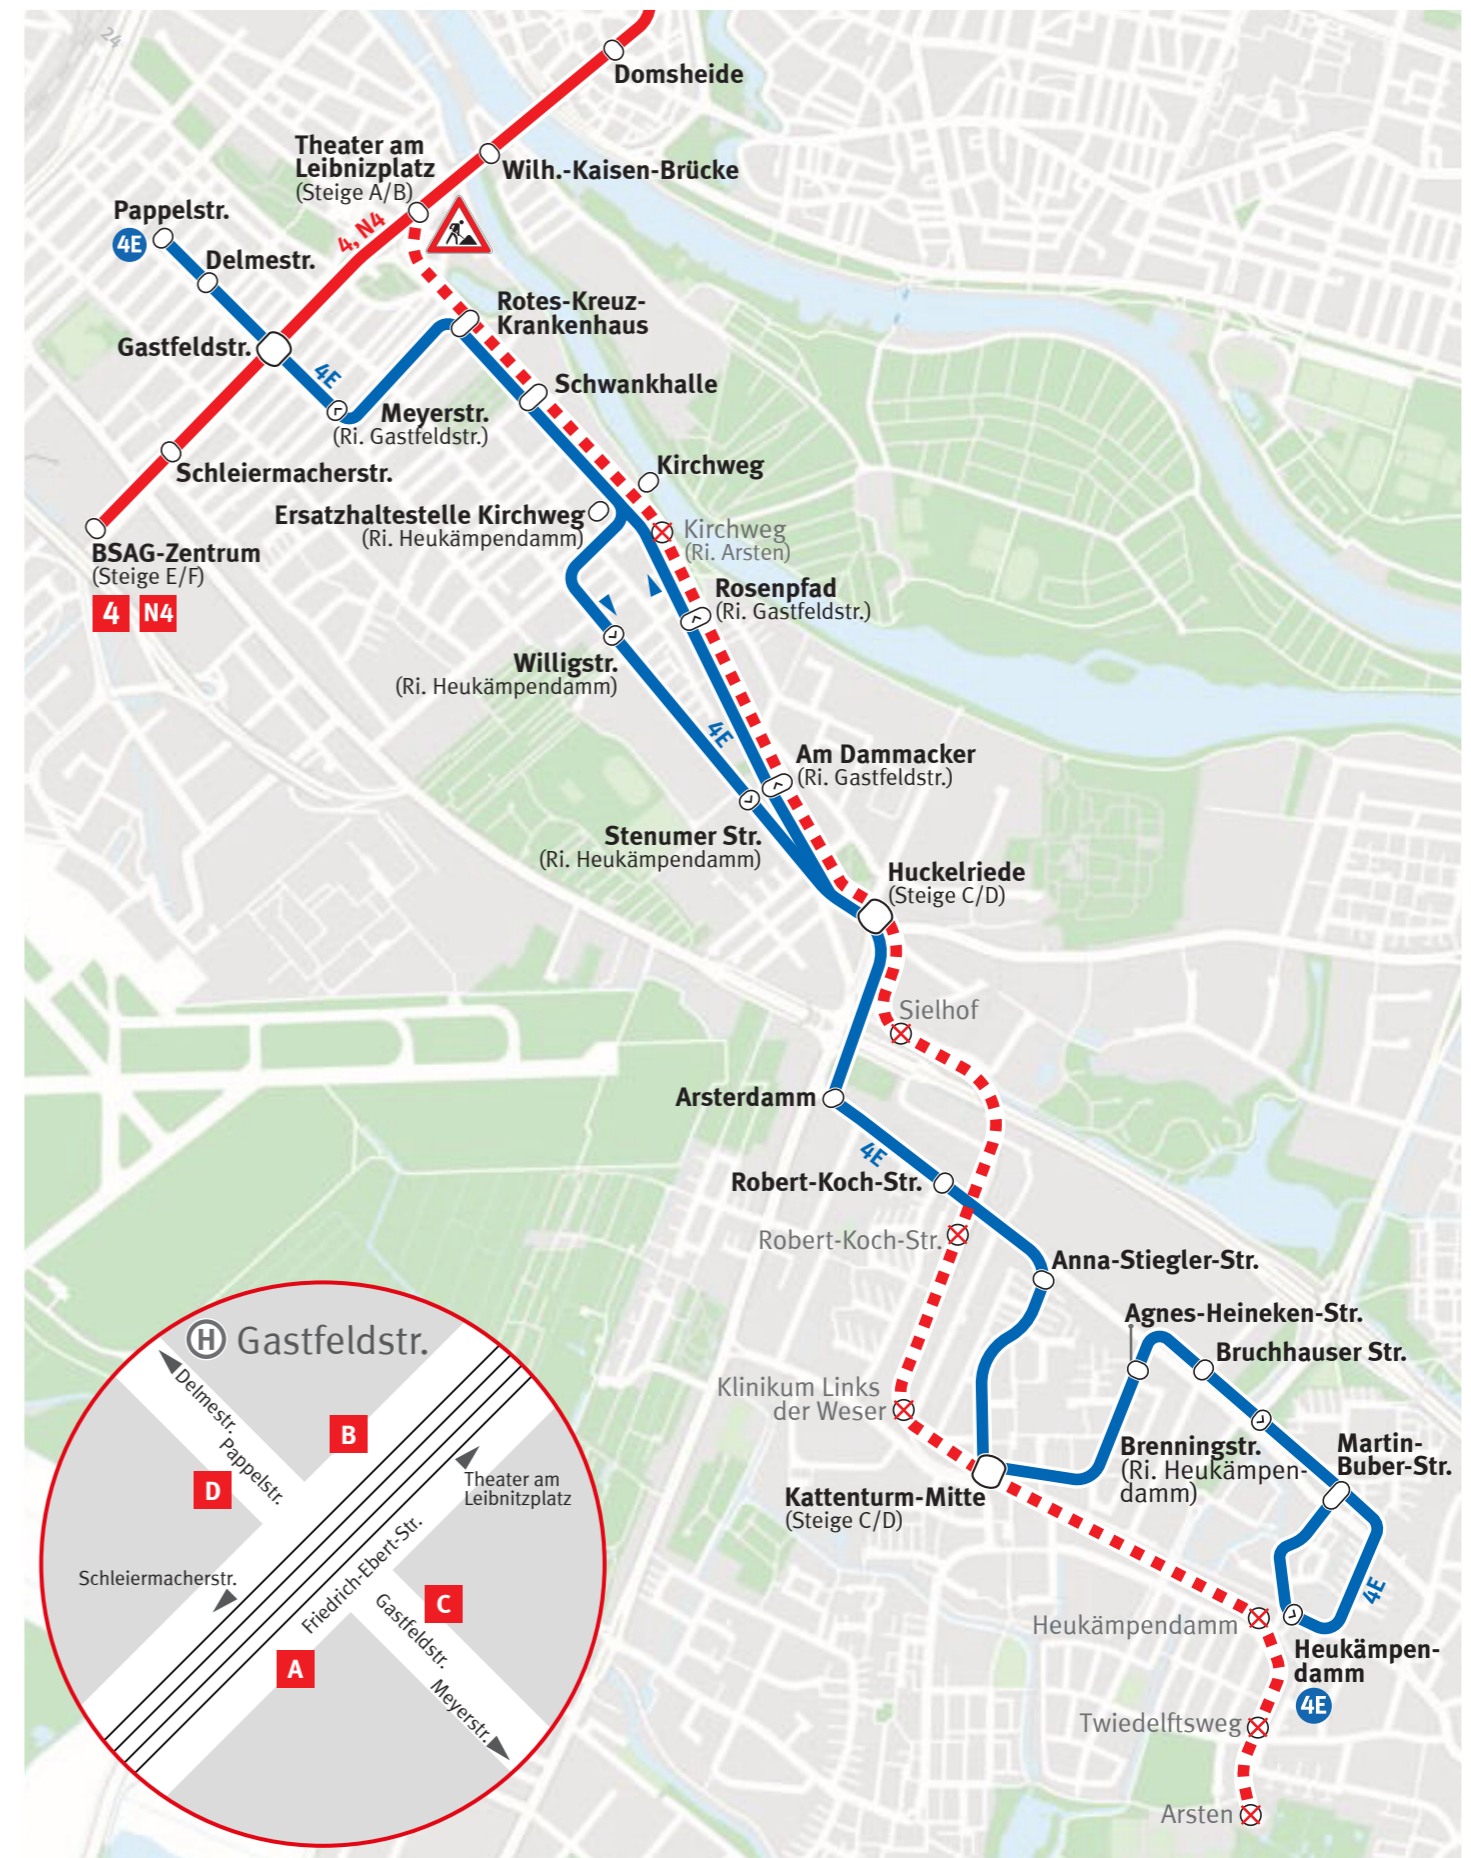 24
Domsheide
Theater am
Leibnizplatz
(Steige A/B)
Wilh.-Kaisen-Brücke
4, N4
Pappelstr.
4E
Delmestr.
Rotes-Kreuz-
Krankenhaus
Gastfeldstr.
4E
Schwankhalle
Meyerstr.
(Ri. Gastfeldstr.)
Schleiermacherstr.
Kirchweg
Ersatzhaltestelle Kirchweg
(Ri. Heukämpendamm)
Kirchweg
(Ri. Arsten)
BSAG-Zentrum
(Steige E/F)
4 N4
Rosenpfad
(Ri. Gastfeldstr.)
Willigstr.
(Ri. Heukämpendamm)
4E
Am Dammacker
(Ri. Gastfeldstr.)
Stenumer Str.
(Ri. Heukämpendamm)
Huckelriede
(Steige C/D)
Sielhof
Arsterdamm
4E
Robert-Koch-Str.
Robert-Koch-Str.
Anna-Stiegler-Str.
Agnes-Heineken-Str.
Bruchhauser Str.
Klinikum Links
der Weser
Brenningstr.
(Ri. Heukämpen-
damm)
Martin-
Buber-Str.
Kattenturm-Mitte
(Steige C/D)
4E
Heukämpendamm
Heukämpen-
damm
4E
Twiedelftsweg
Arsten
H Gastfeldstr.
Delmestr.
Pappelstr.
B
D
Theater am
Leibnitzplatz
Schleiermacherstr.
Friedrich-Ebert-Str.
C
Gastfeldstr.
A
Meyerstr.